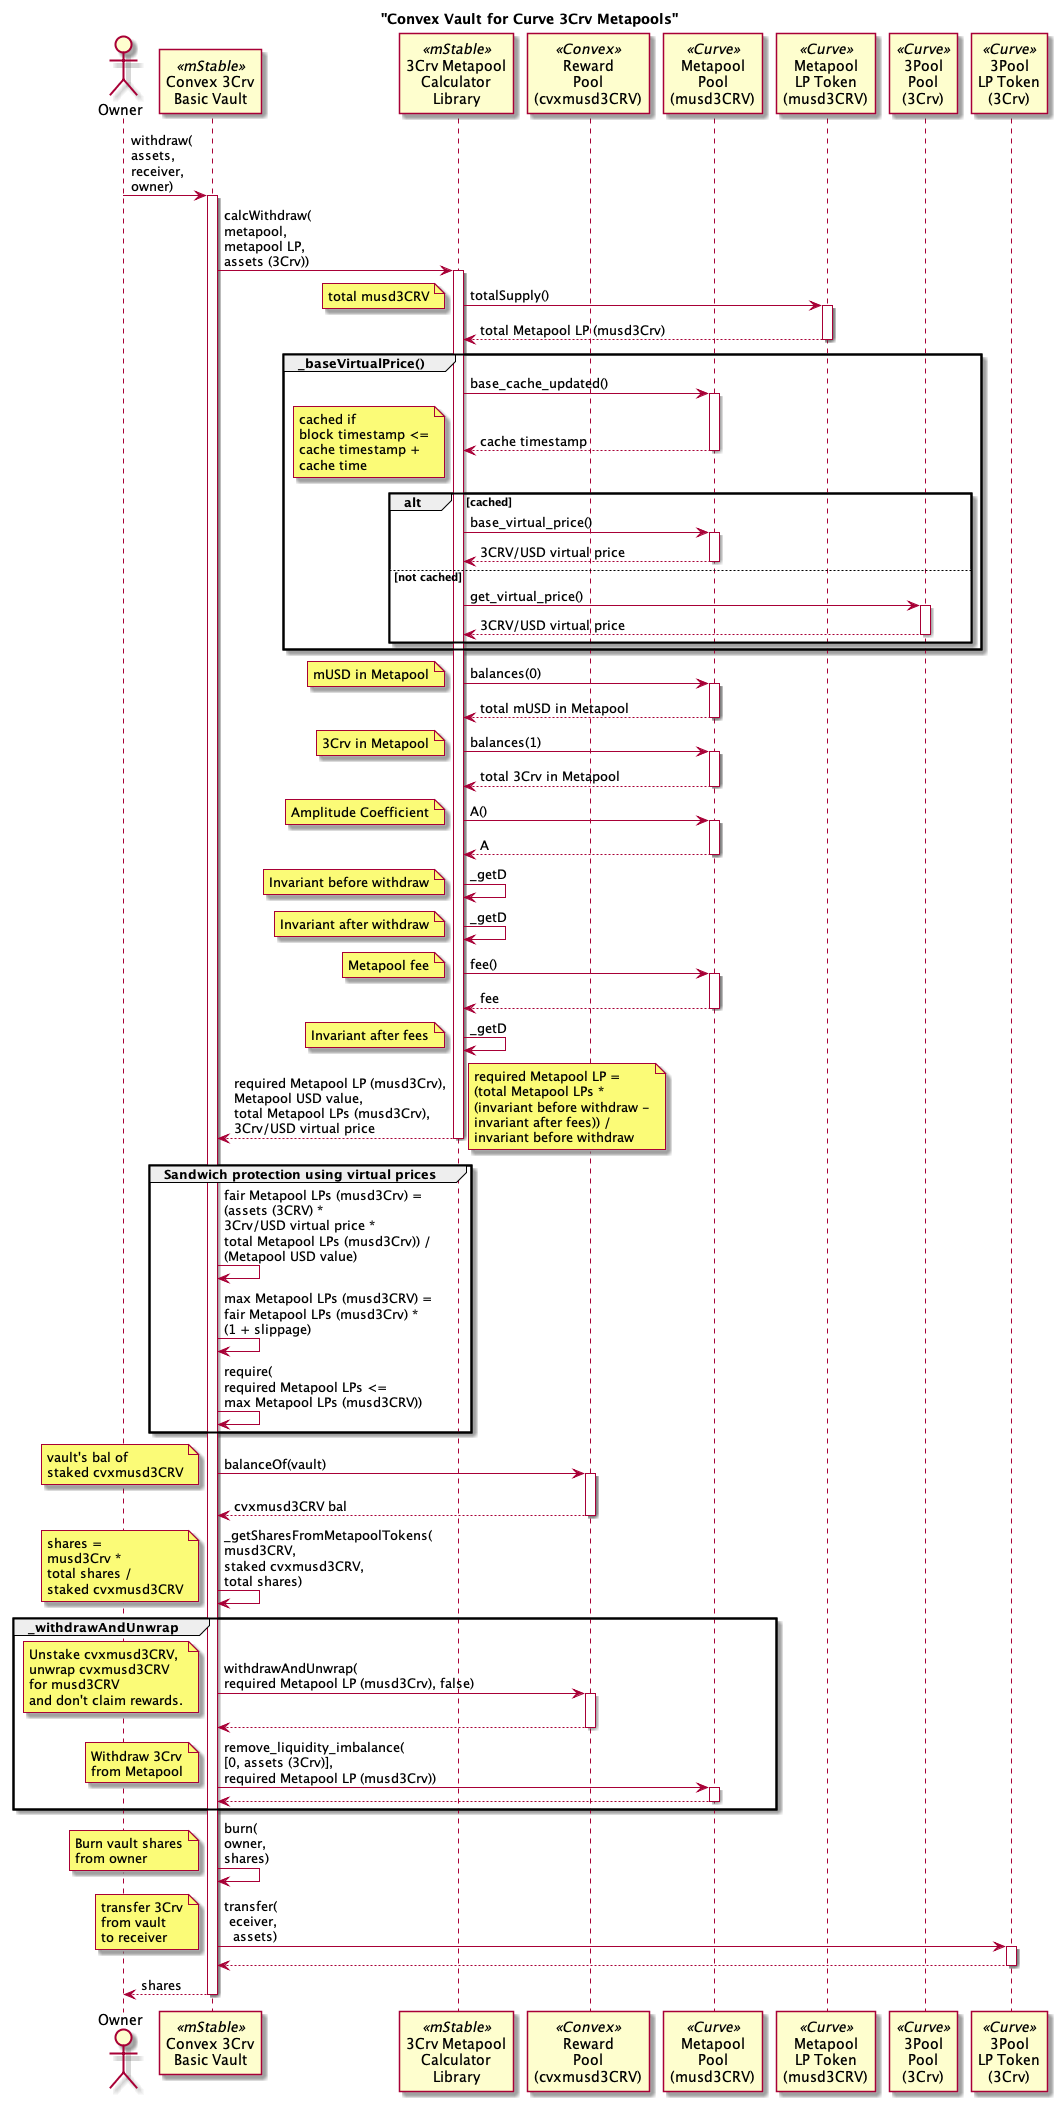 "Convex Vault for Curve 3Crv Metapools"
Owner
«mStable»
Convex 3Crv
Basic Vault
«mStable»
3Crv Metapool
Calculator
Library
«Convex»
Reward
Pool
(cvxmusd3CRV)
«Curve»
Metapool
Pool
(musd3CRV)
«Curve»
Metapool
LP Token
(musd3CRV)
«Curve»
3Pool
Pool
(3Crv)
«Curve»
3Pool
LP Token
(3Crv)
withdraw(
assets,
receiver,
owner)
calcWithdraw(
metapool,
metapool LP,
assets (3Crv))
total musd3CRV
totalSupply()
total Metapool LP (musd3Crv)
_baseVirtualPrice()
base_cache_updated()
cached if
block timestamp <=
cache timestamp +
cache time
cache timestamp
alt
[cached]
base_virtual_price()
3CRV/USD virtual price
[not cached]
get_virtual_price()
3CRV/USD virtual price
mUSD in Metapool
balances(0)
total mUSD in Metapool
3Crv in Metapool
balances(1)
total 3Crv in Metapool
Amplitude Coefficient
A()
A
Invariant before withdraw
_getD
Invariant after withdraw
_getD
Metapool fee
fee()
fee
Invariant after fees
_getD
required Metapool LP (musd3Crv),
Metapool USD value,
total Metapool LPs (musd3Crv),
3Crv/USD virtual price
required Metapool LP =
(total Metapool LPs *
(invariant before withdraw -
invariant after fees)) /
invariant before withdraw
Sandwich protection using virtual prices
fair Metapool LPs (musd3Crv) =
(assets (3CRV) *
3Crv/USD virtual price *
total Metapool LPs (musd3Crv)) /
(Metapool USD value)
max Metapool LPs (musd3CRV) =
fair Metapool LPs (musd3Crv) *
(1 + slippage)
require(
required Metapool LPs <=
max Metapool LPs (musd3CRV))
vault's bal of
staked cvxmusd3CRV
balanceOf(vault)
cvxmusd3CRV bal
shares =
musd3Crv *
total shares /
staked cvxmusd3CRV
_getSharesFromMetapoolTokens(
musd3CRV,
staked cvxmusd3CRV,
total shares)
_withdrawAndUnwrap
Unstake cvxmusd3CRV,
unwrap cvxmusd3CRV
for musd3CRV
and don't claim rewards.
withdrawAndUnwrap(
required Metapool LP (musd3Crv), false)
Withdraw 3Crv
from Metapool
remove_liquidity_imbalance(
[0, assets (3Crv)],
required Metapool LP (musd3Crv))
Burn vault shares
from owner
burn(
owner,
shares)
transfer 3Crv
from vault
to receiver
transfer(
eceiver,
assets)
shares
Owner
«mStable»
Convex 3Crv
Basic Vault
«mStable»
3Crv Metapool
Calculator
Library
«Convex»
Reward
Pool
(cvxmusd3CRV)
«Curve»
Metapool
Pool
(musd3CRV)
«Curve»
Metapool
LP Token
(musd3CRV)
«Curve»
3Pool
Pool
(3Crv)
«Curve»
3Pool
LP Token
(3Crv)